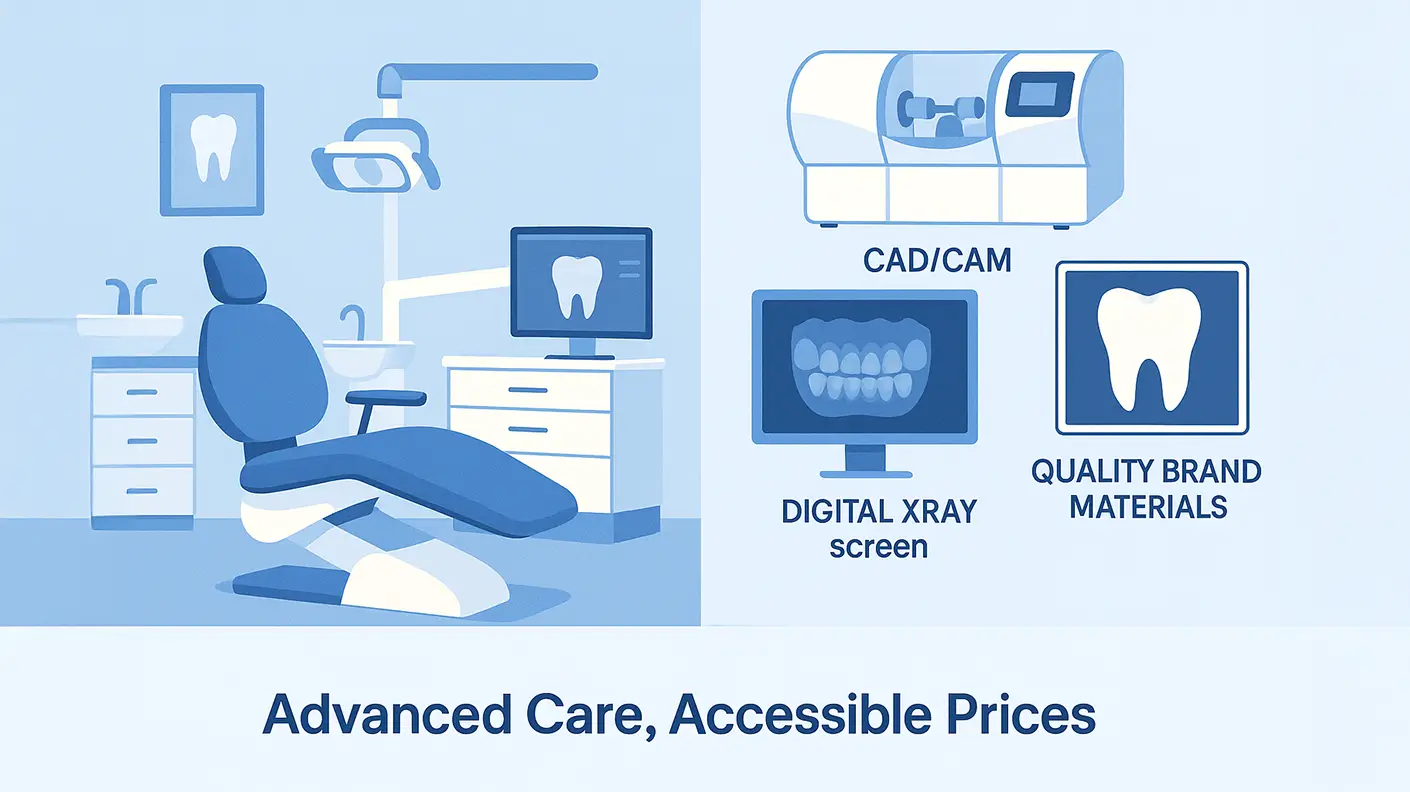 CAD/CAM
DIGITAL XRAY
screen
QUALITY BRAND
MATERIALS
Advanced Care, Accessible Prices